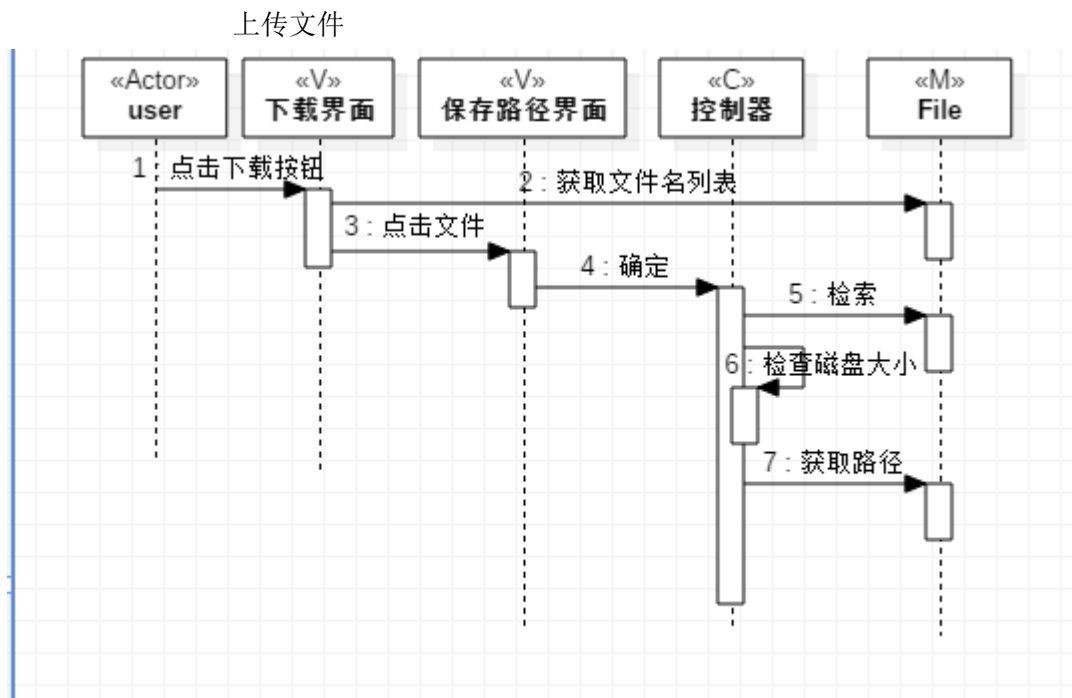 上传文件
«Actor»
user
«V»
下载界面
«V»
保存路径界面
«C»
控制器
«M»
File
1 : 点击下载按钮
2 : 获取文件名列表
3 : 点击文件
4 : 确定
5 : 检索
6 : 检查磁盘大小
7 : 获取路径